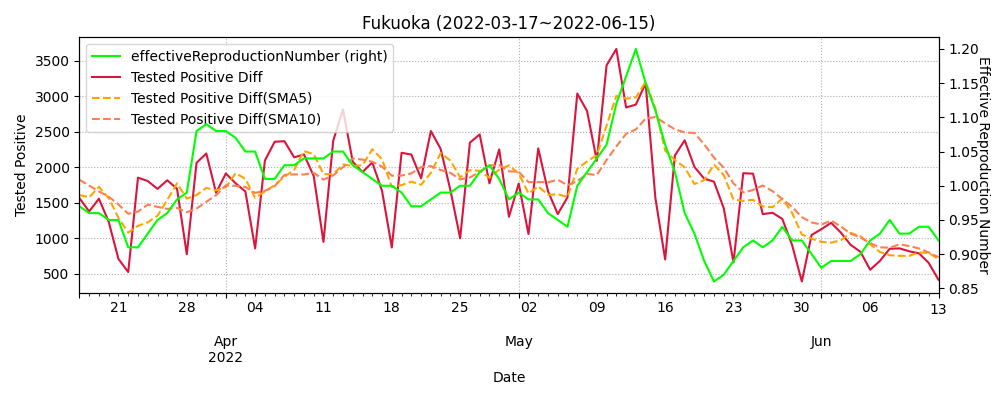 Fukuoka (2022-03-17~2022-06-15)
effectiveReproductionNumber (right)
Tested Positive Diff
Tested Positive Diff(SMA5)
Tested Positive Diff(SMA10)
Tested Positive
3500
3000
2500
2000
1500
1000
500
Effective Reproduction Number
1.20
1.15
1.10
1.05
1.00
0.95
0.90
0.85
21 28 04 11 18 25 02 09 16 23 30 06 13
Apr May Jun
2022
Date